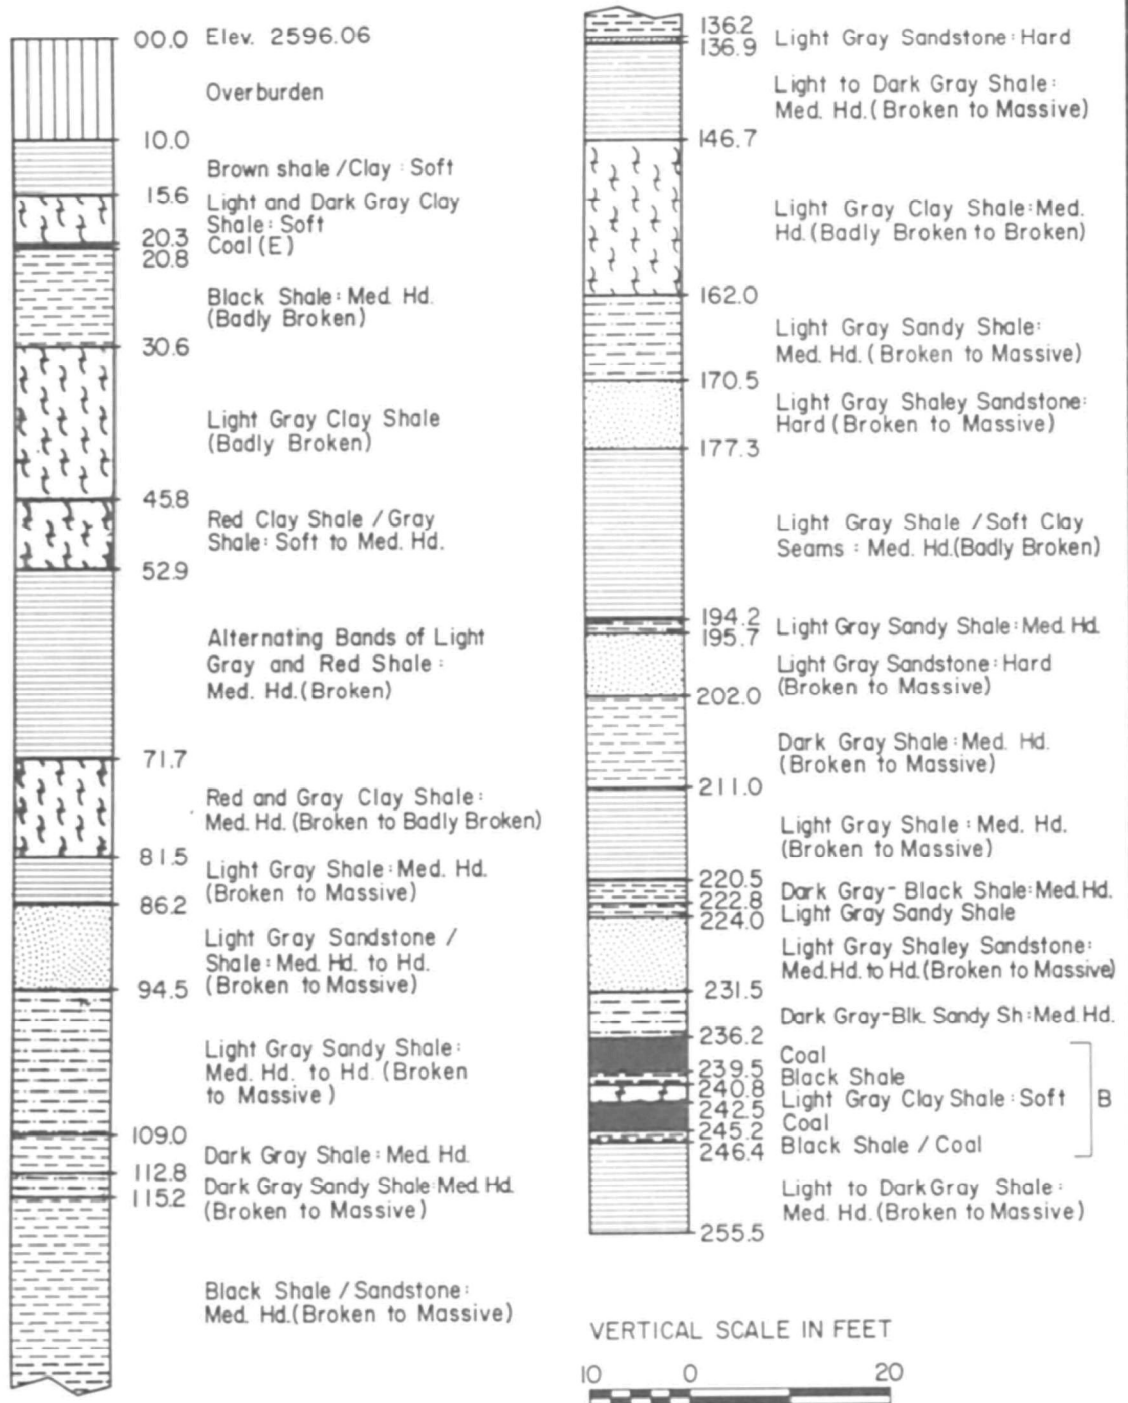 00.0 Elev. 2596.06
Overburden
10.0
Brown shale / Clay : Soft
15.6
Light and Dark Gray Clay
Shale : Soft
20.3
Coal (E)
20.8
Black Shale : Med. Hd.
(Badly Broken)
30.6
Light Gray Clay Shale
(Badly Broken)
45.8
Red Clay Shale / Gray
Shale : Soft to Med. Hd.
52.9
Alternating Bands of Light
Gray and Red Shale :
Med. Hd. (Broken)
71.7
Red and Gray Clay Shale :
Med. Hd. (Broken to Badly Broken)
81.5
Light Gray Shale : Med. Hd.
(Broken to Massive)
86.2
Light Gray Sandstone /
Shale : Med. Hd. to Hd.
(Broken to Massive)
94.5
Light Gray Sandy Shale :
Med. Hd. to Hd. (Broken
to Massive)
109.0
Dark Gray Shale : Med. Hd.
112.8
Dark Gray Sandy Shale : Med. Hd.
115.2
(Broken to Massive)
Black Shale / Sandstone :
Med. Hd. (Broken to Massive)
136.2
Light Gray Sandstone : Hard
136.9
Light to Dark Gray Shale :
Med. Hd. (Broken to Massive)
146.7
Light Gray Clay Shale : Med.
Hd. (Badly Broken to Broken)
162.0
Light Gray Sandy Shale :
Med. Hd. (Broken to Massive)
170.5
Light Gray Shaley Sandstone :
Hard (Broken to Massive)
177.3
Light Gray Shale / Soft Clay
Seams : Med. Hd. (Badly Broken)
194.2
Light Gray Sandy Shale : Med. Hd.
195.7
Light Gray Sandstone : Hard
(Broken to Massive)
202.0
Dark Gray Shale : Med. Hd.
(Broken to Massive)
211.0
Light Gray Shale : Med. Hd.
(Broken to Massive)
220.5
Dark Gray - Black Shale : Med. Hd.
222.8
Light Gray Sandy Shale
224.0
Light Gray Shaley Sandstone :
Med. Hd. to Hd. (Broken to Massive)
231.5
Dark Gray-Blk. Sandy Sh : Med. Hd.
236.2
Coal
239.5
Black Shale
240.8
Light Gray Clay Shale : Soft B
242.5
Coal
245.2
Black Shale / Coal
246.4
Light to Dark Gray Shale :
Med. Hd. (Broken to Massive)
255.5
VERTICAL SCALE IN FEET
10 0 20